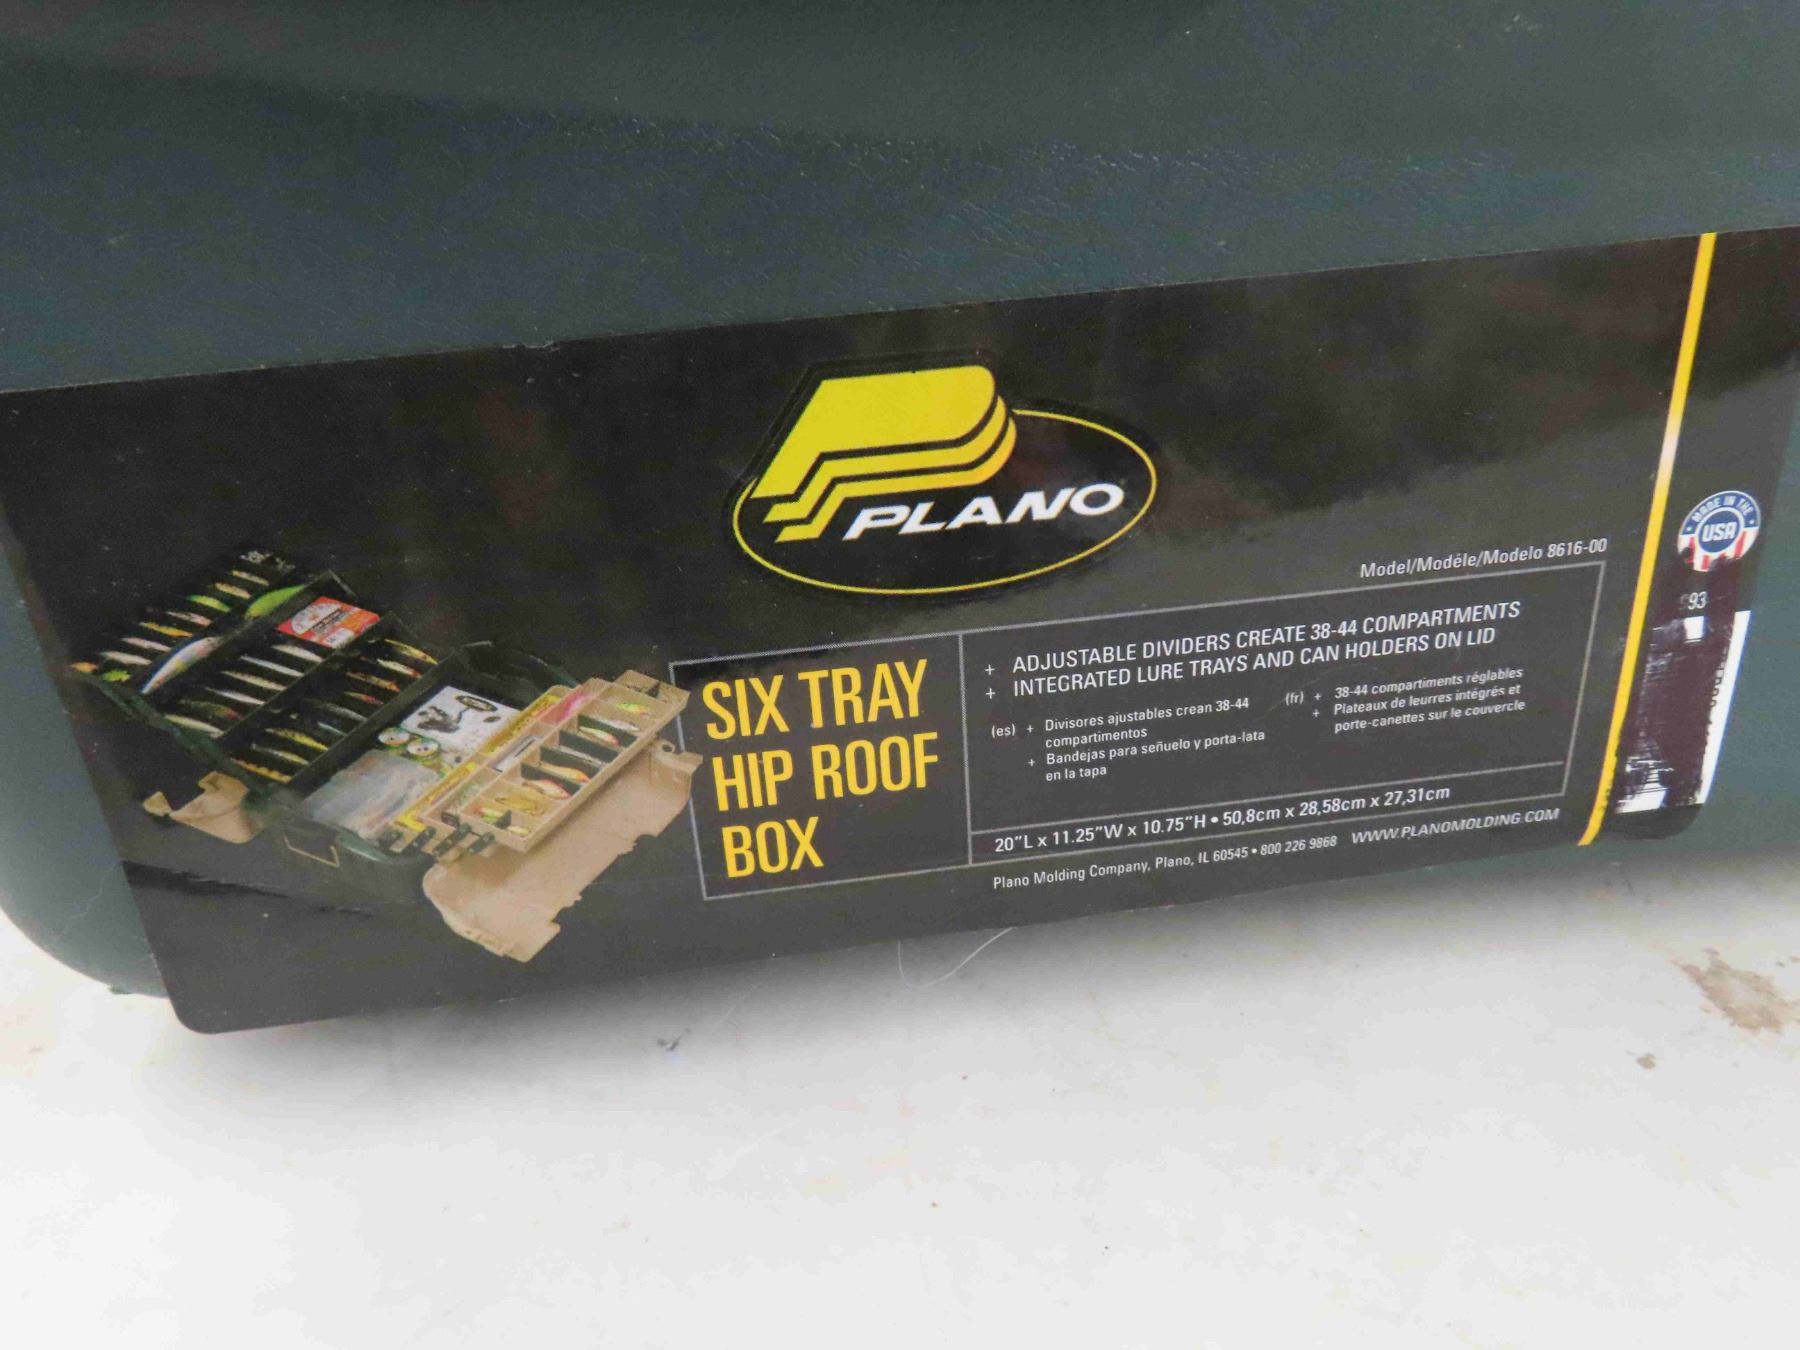 PLANO
MADE IN THE
USA
Model/Modéle/Modelo 8616-00
93
SIX TRAY
HIP ROOF
BOX
+ ADJUSTABLE DIVIDERS CREATE 38-44 COMPARTMENTS
+ INTEGRATED LURE TRAYS AND CAN HOLDERS ON LID
(es) + Divisores ajustables crean 38-44
compartimentos
+ Bandejas para señuelo y porta-lata
en la tapa
(fr) + 38-44 compartiments réglables
+ Plateaux de leurres intégrés et
porte-canettes sur le couvercle
20"L x 11.25"W x 10.75"H • 50,8cm x 28,58cm x 27,31cm
Plano Molding Company, Plano, IL 60545 • 800 226 9868 WWW.PLANOMOLDING.COM